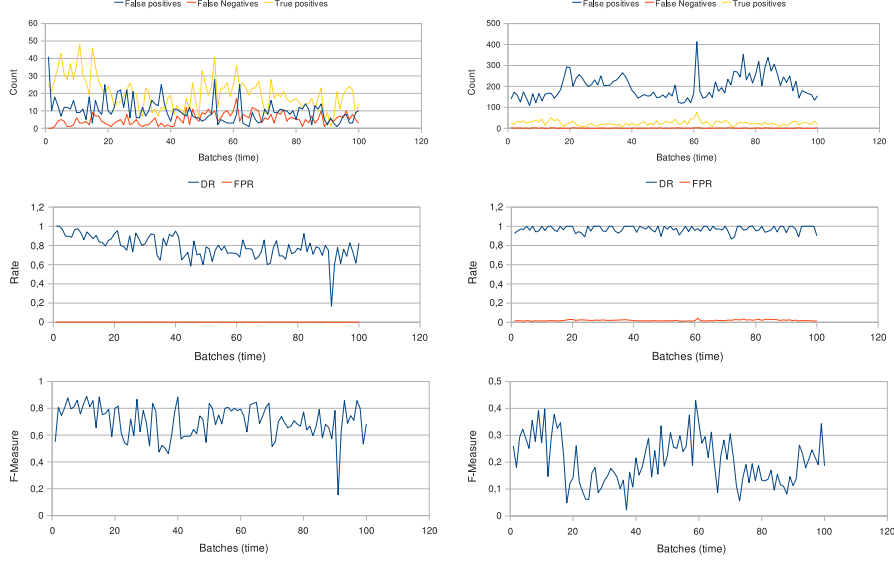 False positives False Negatives True positives
60
50
40
30
20
10
0
Count
0 20 40 60 80 100 120
Batches (time)
False positives False Negatives True positives
500
400
300
200
100
0
Count
0 20 40 60 80 100 120
Batches (time)
DR FPR
1,2
1
0,8
0,6
0,4
0,2
0
Rate
0 20 40 60 80 100 120
Batches (time)
DR FPR
1,2
1
0,8
0,6
0,4
0,2
0
Rate
0 20 40 60 80 100 120
Batches (time)
1
0,8
0,6
0,4
0,2
0
F-Measure
0 20 40 60 80 100 120
Batches (time)
0,5
0,4
0,3
0,2
0,1
0
F-Measure
0 20 40 60 80 100 120
Batches (time)